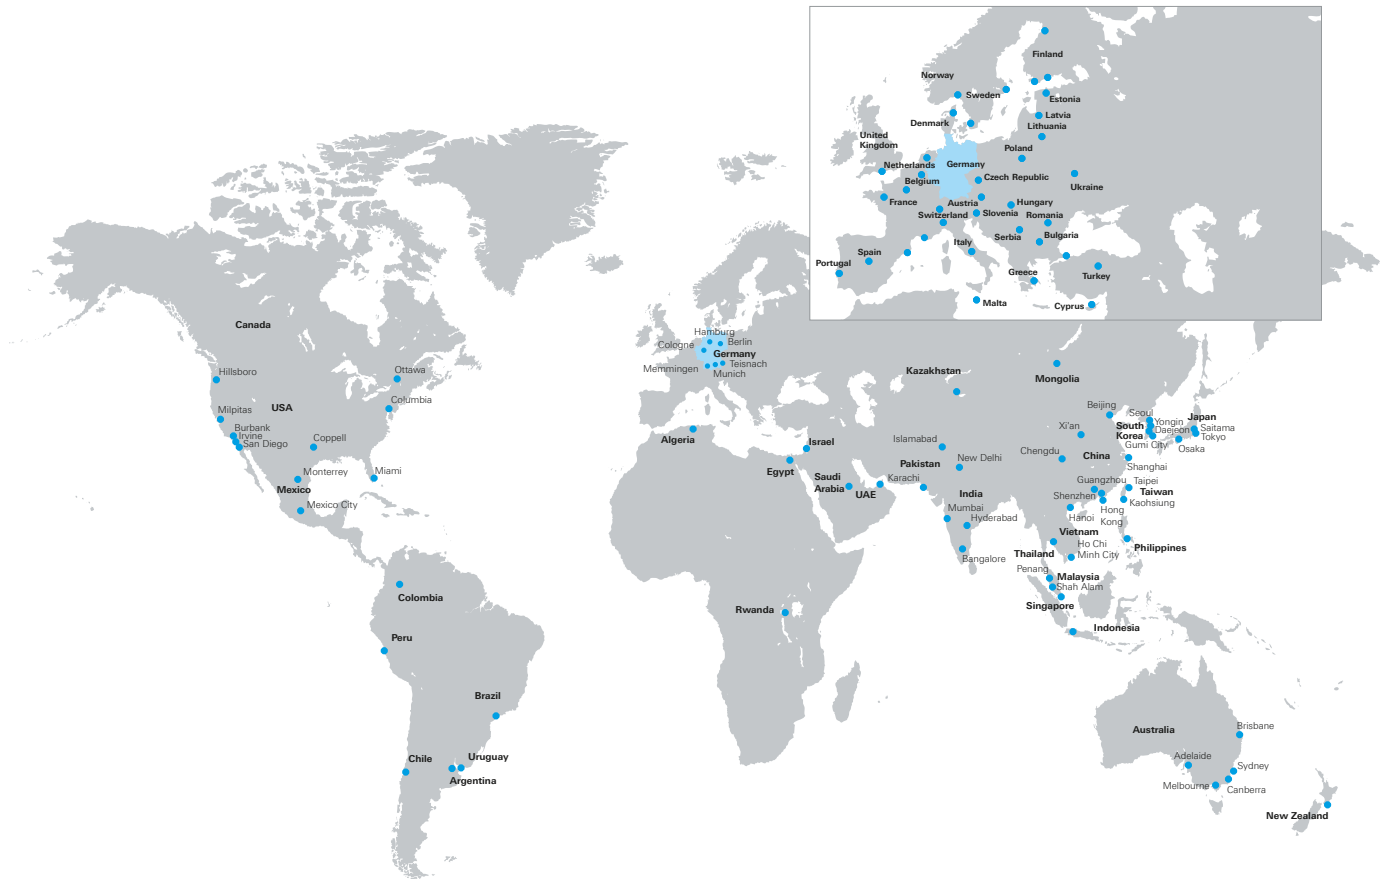 Finland
Norway
Sweden
Estonia
Latvia
Denmark
Lithuania
United
Kingdom
Poland
Netherlands
Germany
Czech Republic
Belgium
Ukraine
France
Austria
Hungary
Switzerland
Slovenia
Romania
Serbia
Bulgaria
Italy
Spain
Portugal
Greece
Turkey
Malta
Cyprus
Canada
Hillsboro
Ottawa
Milpitas
USA
Columbia
Burbank
Irvine
San Diego
Coppell
Monterrey
Miami
Mexico
Mexico City
Colombia
Peru
Brazil
Chile
Uruguay
Argentina
Hamburg
Cologne
Berlin
Germany
Memmingen
Teisnach
Munich
Algeria
Israel
Egypt
Saudi
Arabia
UAE
Rwanda
Kazakhstan
Mongolia
Islamabad
Pakistan
New Delhi
Karachi
India
Mumbai
Hyderabad
Bangalore
Beijing
Seoul
Yongin
Japan
Xi'an
South
Korea
Daejeon
Saitama
Tokyo
Gumi City
Osaka
Chengdu
China
Shanghai
Guangzhou
Taipei
Shenzhen
Taiwan
Kaohsiung
Hong
Kong
Hanoi
Vietnam
Ho Chi
Minh City
Thailand
Philippines
Penang
Malaysia
Shah Alam
Singapore
Indonesia
Australia
Brisbane
Adelaide
Sydney
Melbourne
Canberra
New Zealand